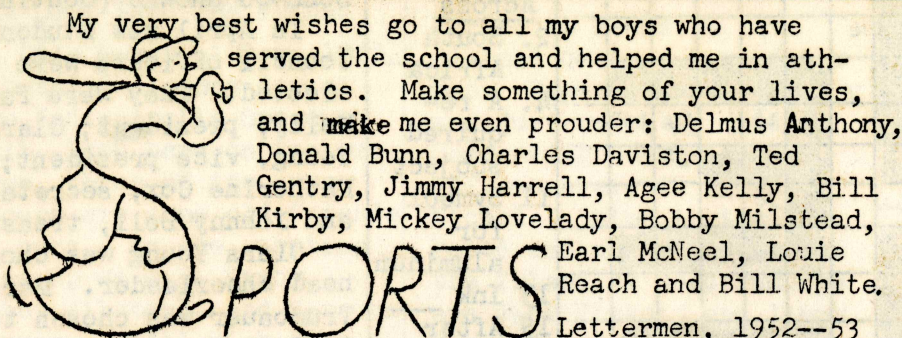 My very best wishes go to all my boys who have
served the school and helped me in ath-
letics. Make something of your lives,
and make me even prouder: Delmus Anthony,
Donald Bunn, Charles Daviston, Ted
Gentry, Jimmy Harrell, Agee Kelly, Bill
Kirby, Mickey Lovelady, Bobby Milstead,
Earl McNeel, Louie
Reach and Bill White.
SPORTS
Lettermen, 1952--53